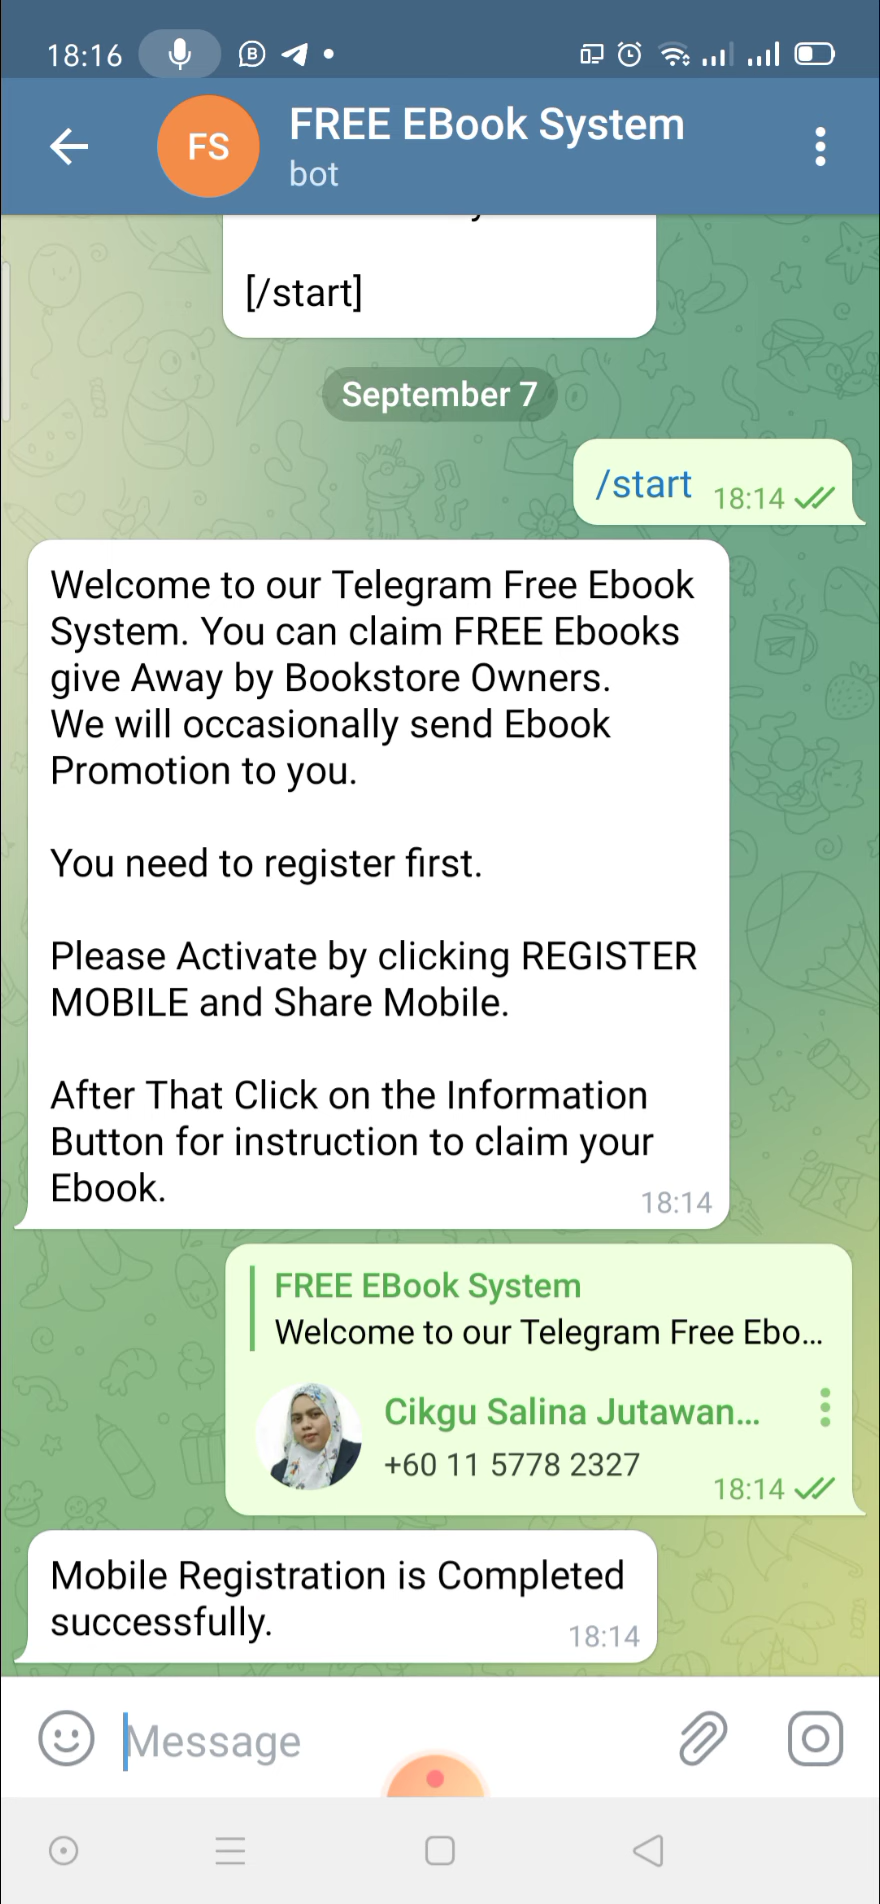 18:16
FS
FREE EBook System
bot
[/start]
September 7
/start 18:14
Welcome to our Telegram Free Ebook
System. You can claim FREE Ebooks
give Away by Bookstore Owners.
We will occasionally send Ebook
Promotion to you.
You need to register first.
Please Activate by clicking REGISTER
MOBILE and Share Mobile.
After That Click on the Information
Button for instruction to claim your
Ebook.
18:14
FREE EBook System
Welcome to our Telegram Free Ebo...
Cikgu Salina Jutawan...
+60 11 5778 2327
18:14
Mobile Registration is Completed
successfully.
18:14
Message